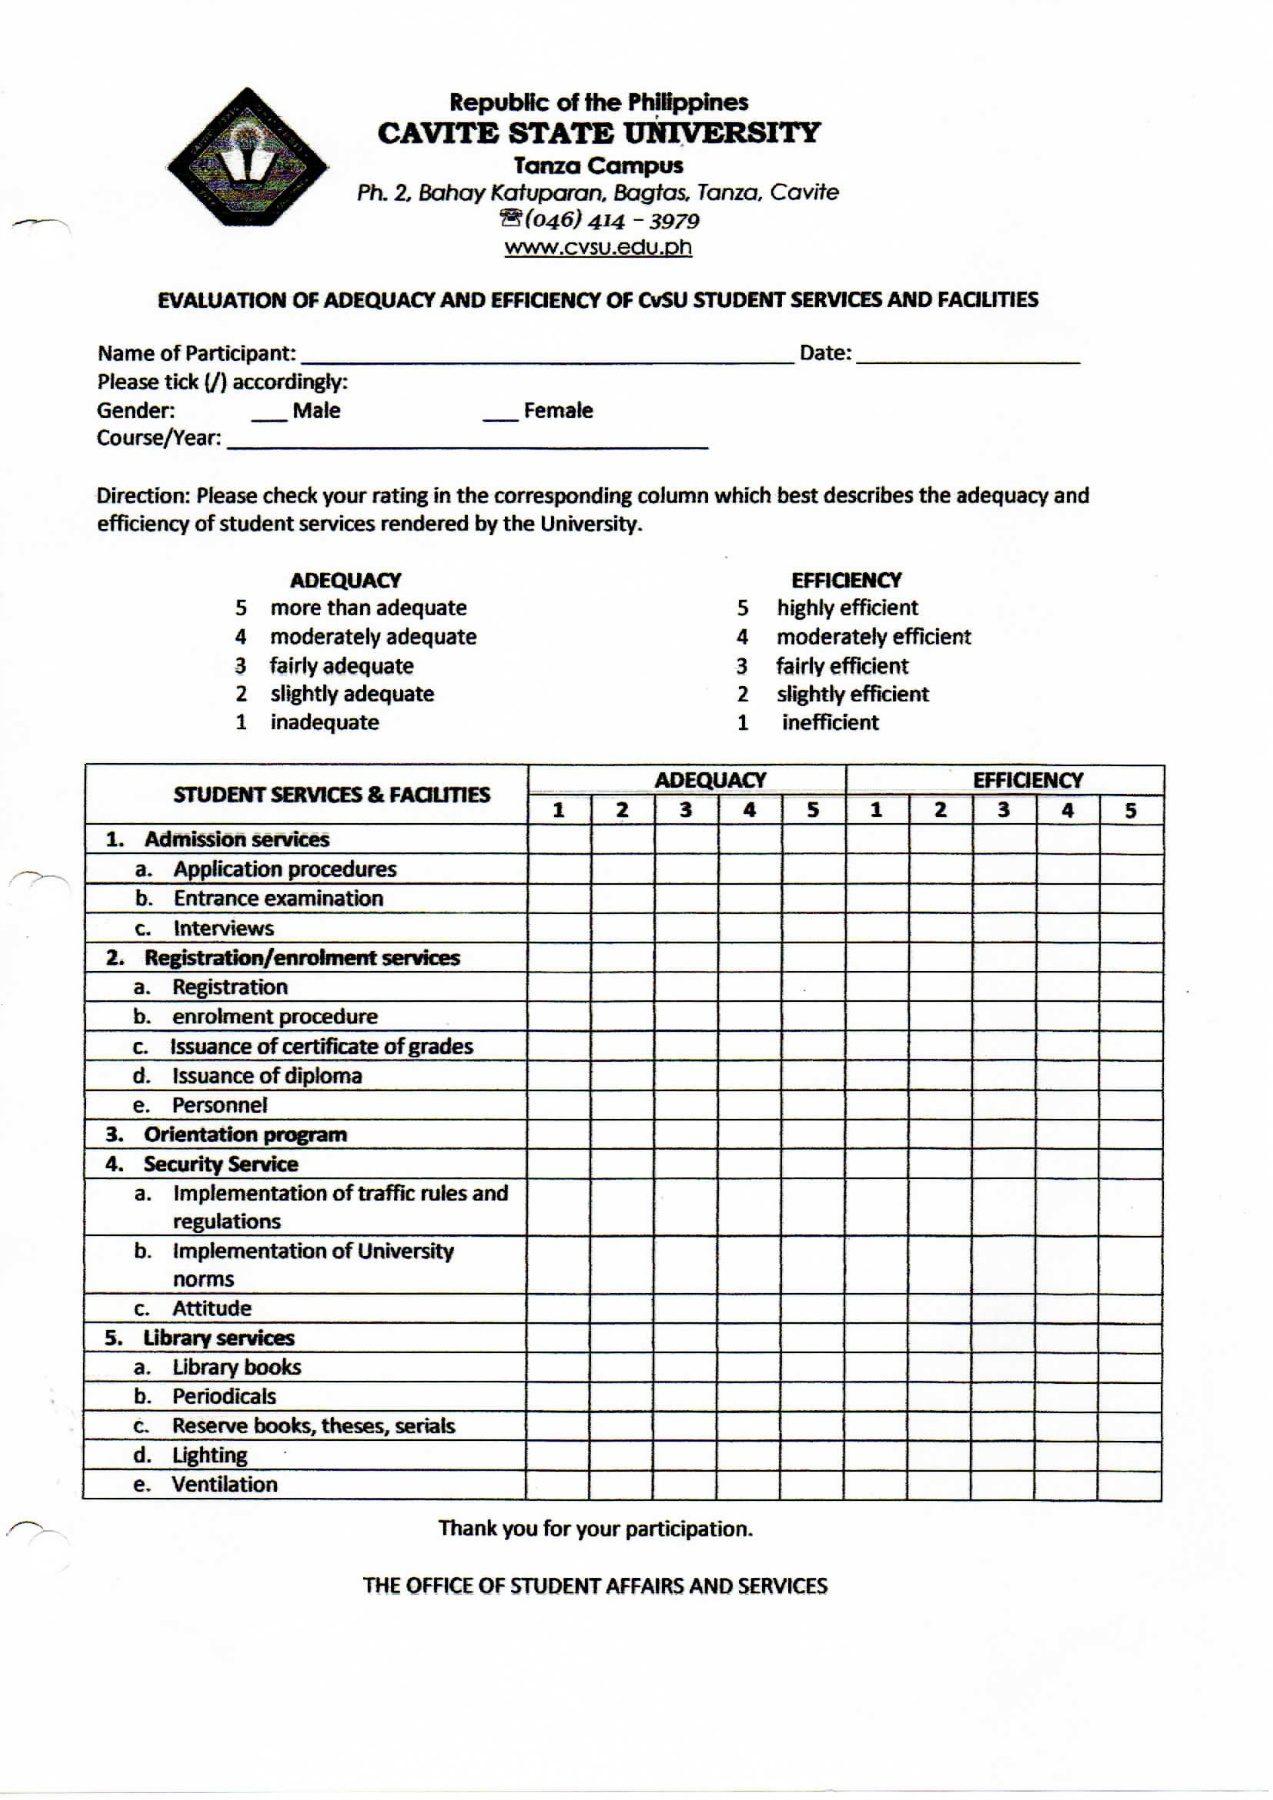 Republic of the Philippines
CAVITE STATE UNIVERSITY
Tanza Campus
Ph. 2, Bahay Katuparan, Bagtas, Tanza, Cavite
☎(046) 414 – 3979
www.cvsu.edu.ph
EVALUATION OF ADEQUACY AND EFFICIENCY OF CvSU STUDENT SERVICES AND FACILITIES
Name of Participant: ________________ Date: ________________
Please tick (/) accordingly:
Gender: ___ Male ___ Female
Course/Year: ________________
Direction: Please check your rating in the corresponding column which best describes the adequacy and
efficiency of student services rendered by the University.
ADEQUACY EFFICIENCY
5 more than adequate 5 highly efficient
4 moderately adequate 4 moderately efficient
3 fairly adequate 3 fairly efficient
2 slightly adequate 2 slightly efficient
1 inadequate 1 inefficient
STUDENT SERVICES & FACILITIES ADEQUACY EFFICIENCY
1 2 3 4 5 1 2 3 4 5
1. Admission services
a. Application procedures
b. Entrance examination
c. Interviews
2. Registration/enrolment services
a. Registration
b. enrolment procedure
c. Issuance of certificate of grades
d. Issuance of diploma
e. Personnel
3. Orientation program
4. Security Service
a. Implementation of traffic rules and
regulations
b. Implementation of University
norms
c. Attitude
5. Library services
a. Library books
b. Periodicals
c. Reserve books, theses, serials
d. Lighting
e. Ventilation
Thank you for your participation.
THE OFFICE OF STUDENT AFFAIRS AND SERVICES